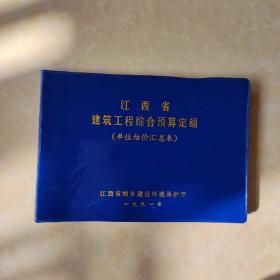 江西省
建筑工程综合预算定额
(单位估价汇总表)
江西省城乡建设环境保护厅
一九九一年